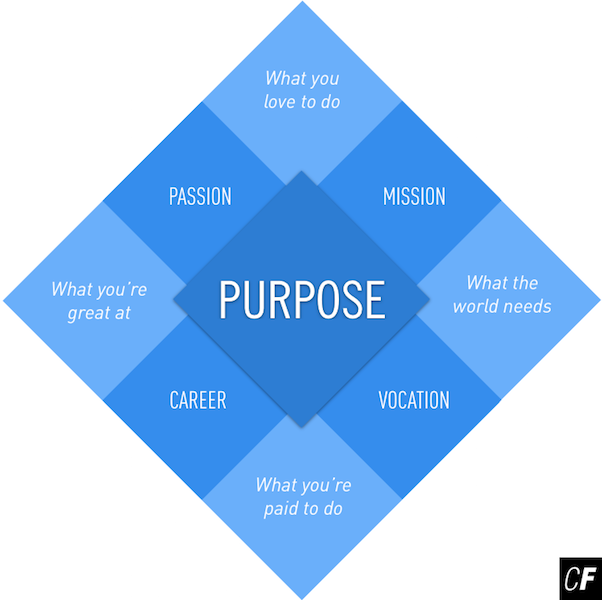 What you
love to do
PASSION
MISSION
What you're
great at
PURPOSE
What the
world needs
CAREER
VOCATION
What you're
paid to do
CF